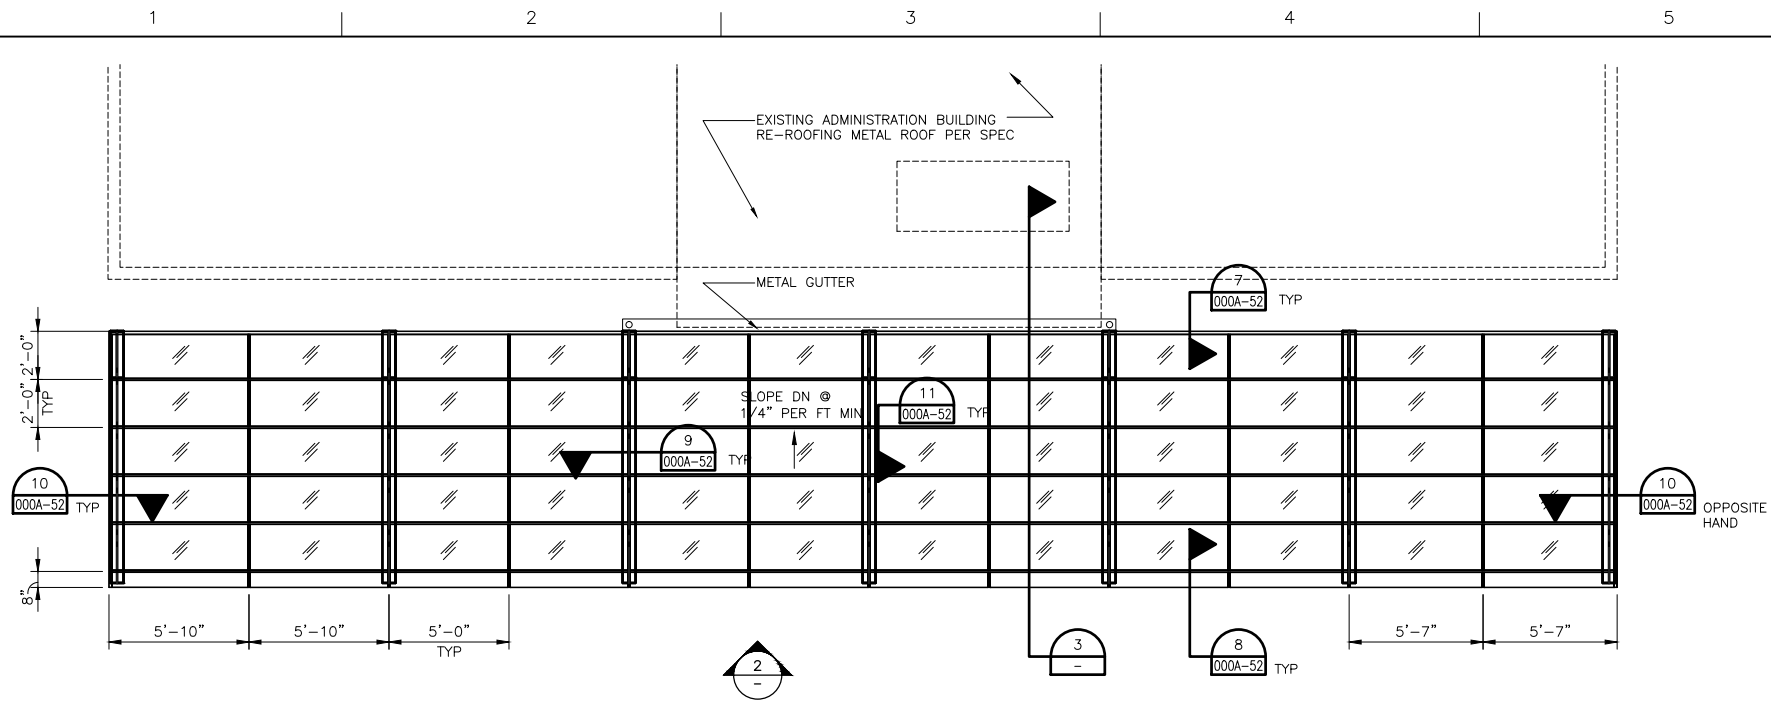 1 2 3 4 5
EXISTING ADMINISTRATION BUILDING
RE-ROOFING METAL ROOF PER SPEC
METAL GUTTER
7
000A-52 TYP
2'-0"
2'-0"
TYP
8"
SLOPE DN @
1/4" PER FT MIN
11
000A-52 TYP
9
000A-52 TYP
10
000A-52 TYP
10
000A-52 OPPOSITE
HAND
5'-10" 5'-10" 5'-0"
TYP
5'-7" 5'-7"
2
-
3
-
8
000A-52 TYP